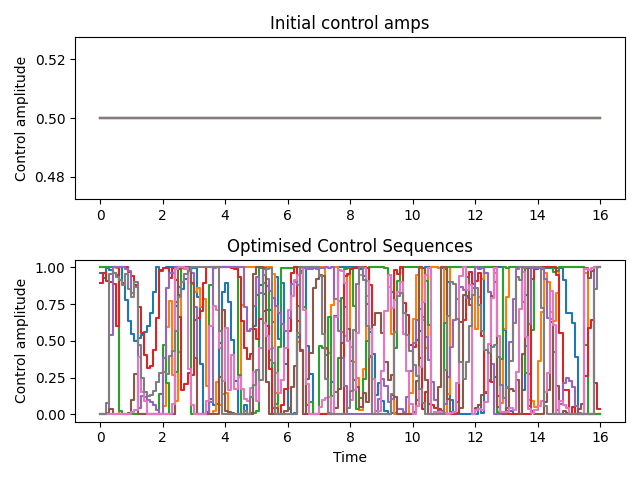 Initial control amps
Control amplitude
0.52
0.50
0.48
0 2 4 6 8 10 12 14 16
Optimised Control Sequences
Control amplitude
1.00
0.75
0.50
0.25
0.00
0 2 4 6 8 10 12 14 16
Time